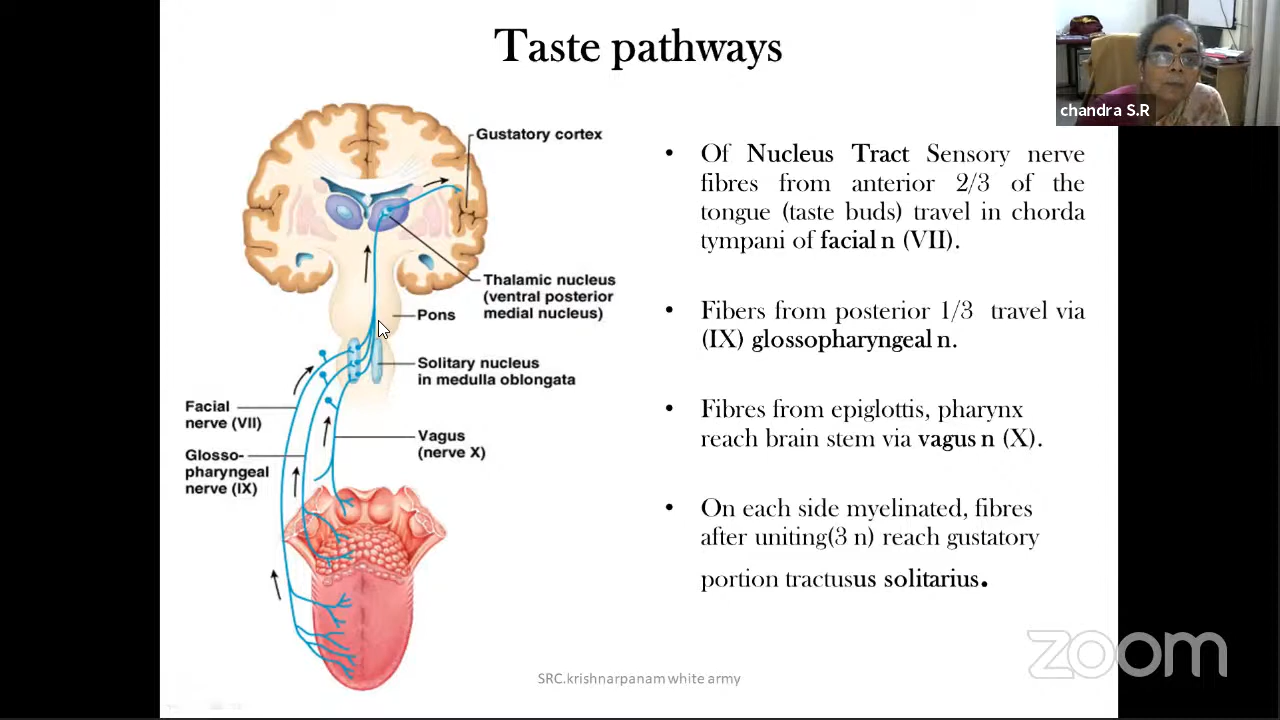 Taste pathways
chandra S.R
Gustatory cortex
Thalamic nucleus
(ventral posterior
medial nucleus)
Pons
Solitary nucleus
in medulla oblongata
Facial
nerve (VII)
Vagus
(nerve X)
Glosso-
pharyngeal
nerve (IX)
• Of Nucleus Tract Sensory nerve
fibres from anterior 2/3 of the
tongue (taste buds) travel in chorda
tympani of facial n (VII).
• Fibers from posterior 1/3 travel via
(IX) glossopharyngeal n.
• Fibres from epiglottis, pharynx
reach brain stem via vagus n (X).
• On each side myelinated, fibres
after uniting(3 n) reach gustatory
portion tractusus solitarius.
SRC.krishnarpanam white army
zoom